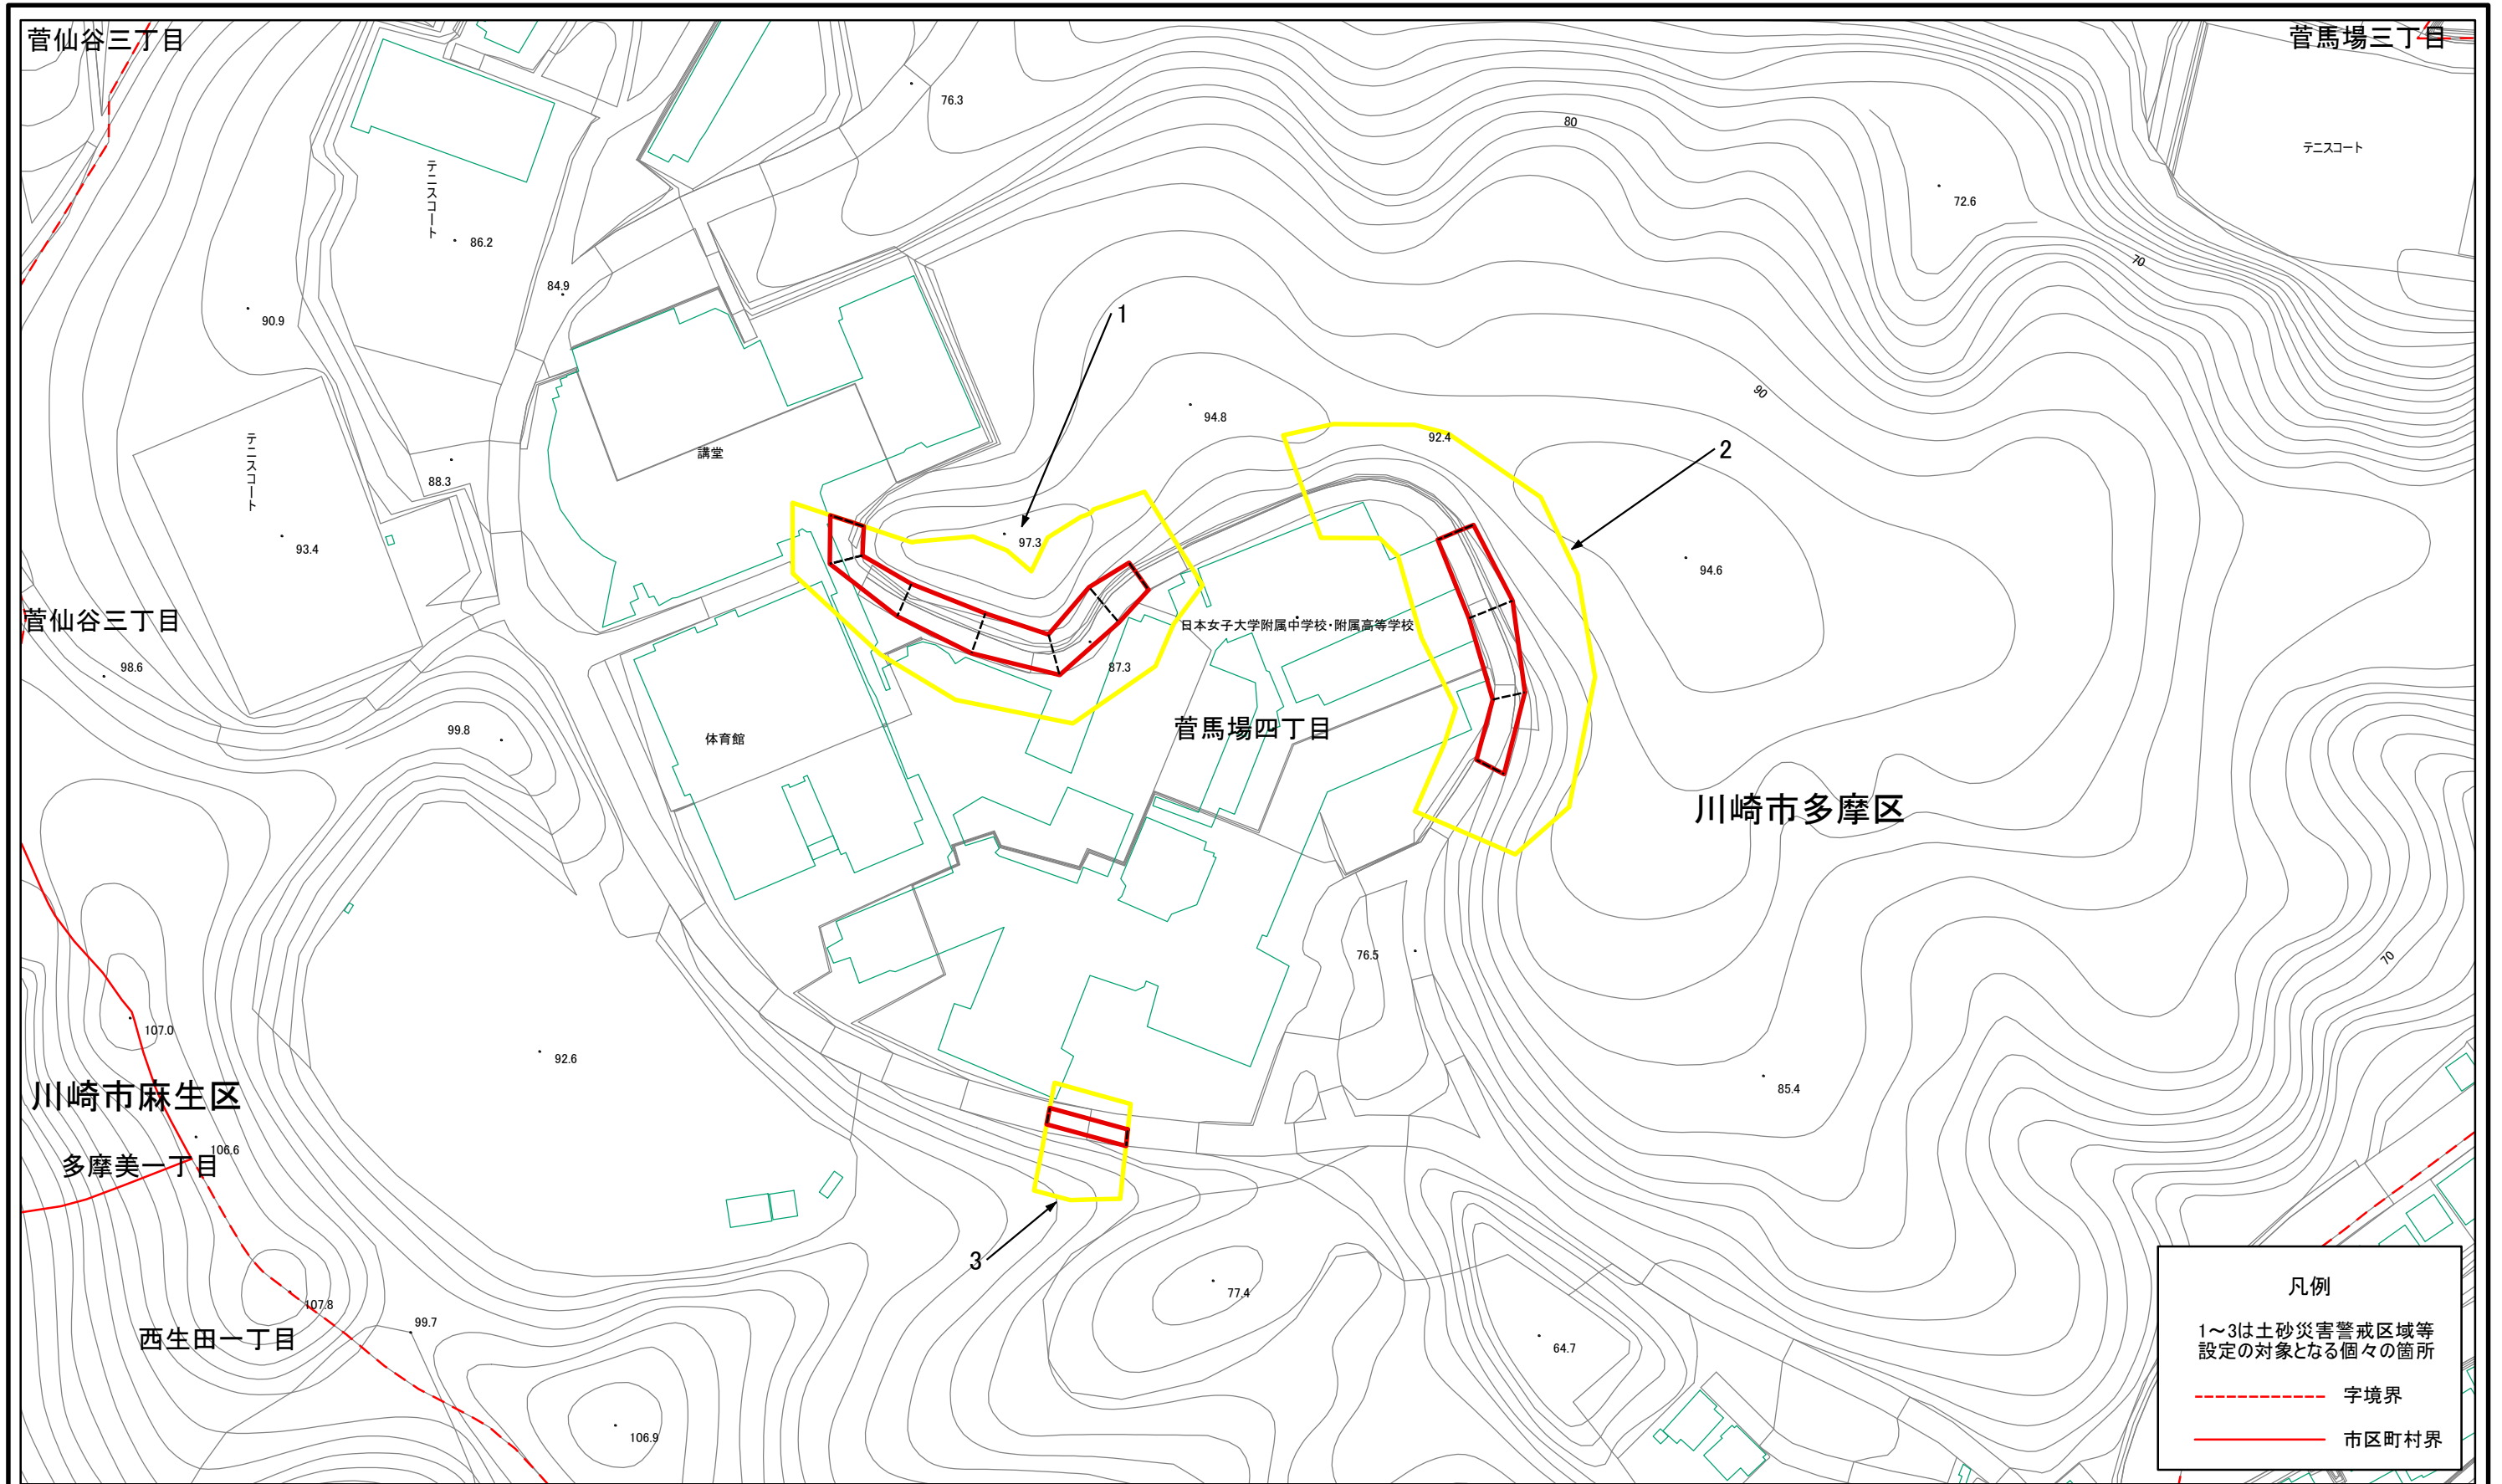 菅仙谷三丁目
菅馬場三丁目
76.3
80
テニスコート
テニスコート
72.6
86.2
70
84.9
90.9
1
90
94.8
92.4
2
テニスコート
講堂
88.3
93.4
97.3
94.6
菅仙谷三丁目
日本女子大学附属中学校・附属高等学校
98.6
87.3
99.8
体育館
菅馬場四丁目
川崎市多摩区
76.5
70
107.0
92.6
85.4
川崎市麻生区
106.6
多摩美一丁目
3
77.4
107.8
99.7
西生田一丁目
64.7
106.9
凡例
1～3は土砂災害警戒区域等
設定の対象となる個々の箇所
字境界
市区町村界